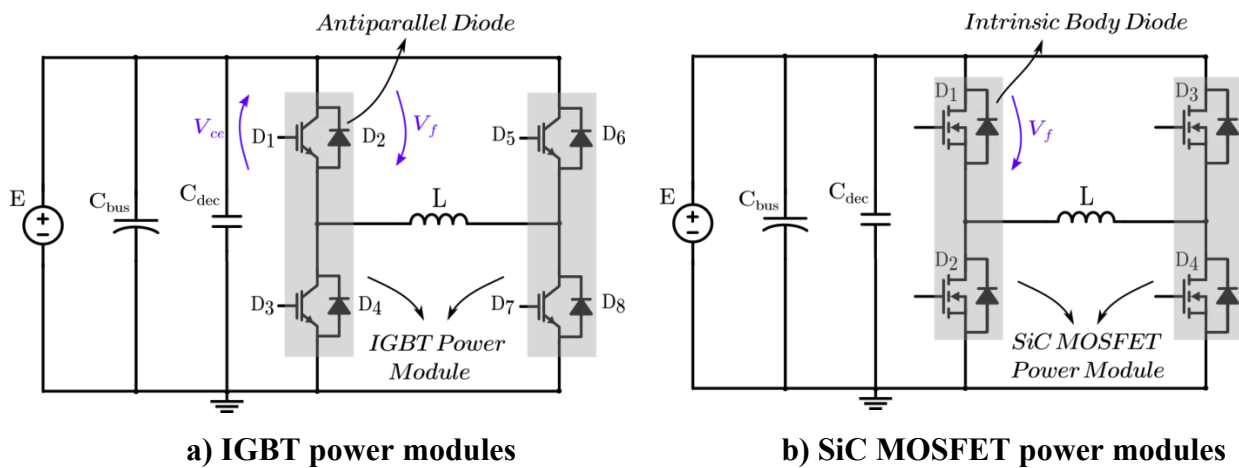 Antiparallel Diode
E
+
−
C_bus
C_dec
V_ce
D1
D2
V_f
D5
D6
L
D3
D4
D7
D8
IGBT Power
Module
a) IGBT power modules
Intrinsic Body Diode
E
+
−
C_bus
C_dec
D1
V_f
D3
L
D2
D4
SiC MOSFET
Power Module
b) SiC MOSFET power modules